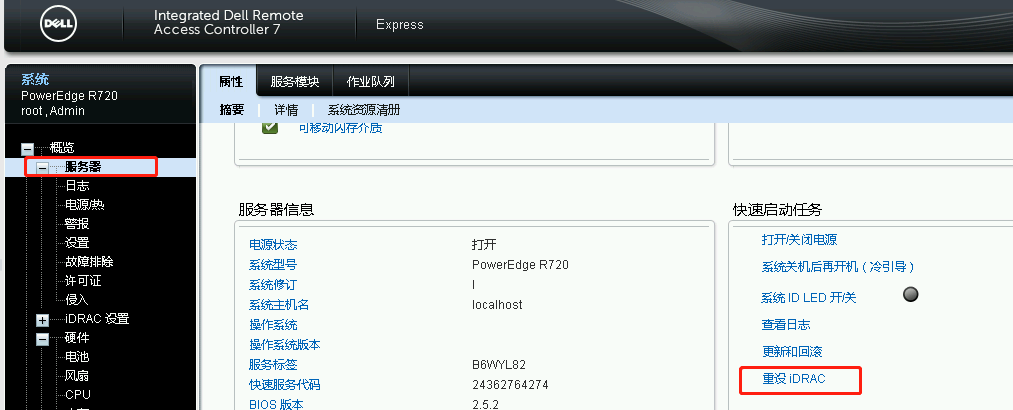 DELL
Integrated Dell Remote
Access Controller 7
Express
系统
PowerEdge R720
root , Admin
属性
服务模块
作业队列
摘要
详情
系统资源清册
概览
服务器
日志
电源/热
警报
设置
故障排除
许可证
侵入
iDRAC 设置
硬件
电池
风扇
CPU
可移动闪存介质
服务器信息
电源状态 打开
系统型号 PowerEdge R720
系统修订 I
系统主机名 localhost
操作系统
操作系统版本
服务标签 B6WYL82
快速服务代码 24362764274
BIOS 版本 2.5.2
快速启动任务
打开/关闭电源
系统关机后再开机（冷引导）
系统 ID LED 开/关
查看日志
更新和回滚
重设 iDRAC